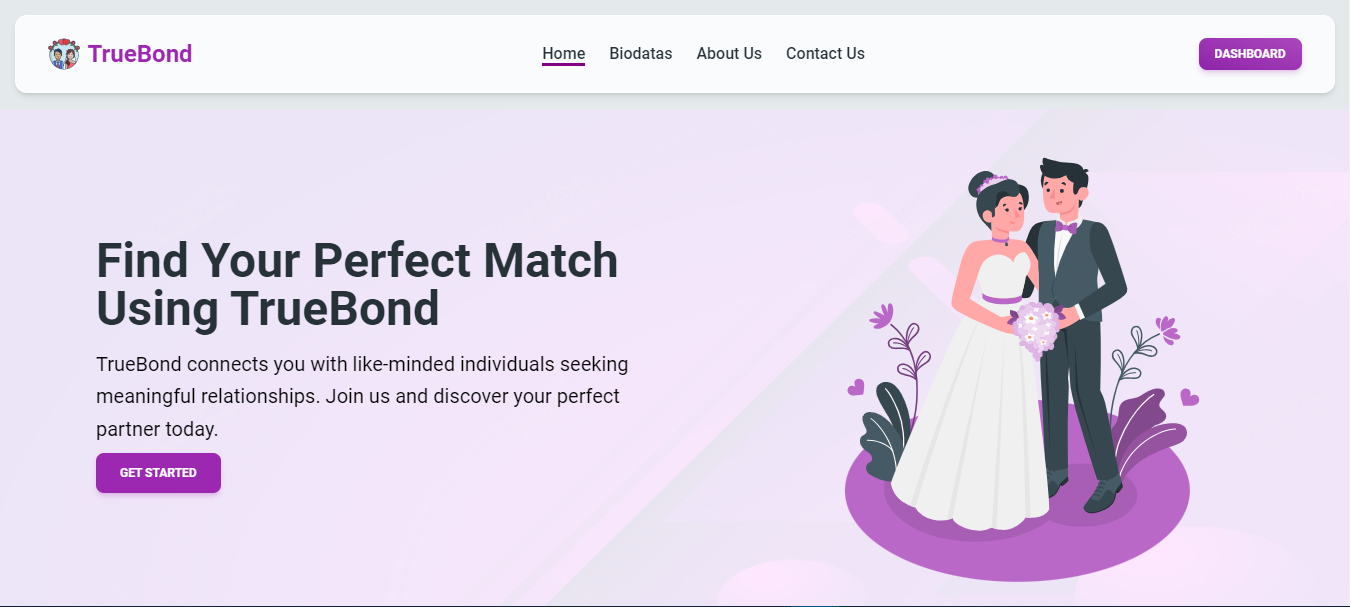 TrueBond
Home Biodatas About Us Contact Us
DASHBOARD
Find Your Perfect Match
Using TrueBond
TrueBond connects you with like-minded individuals seeking
meaningful relationships. Join us and discover your perfect
partner today.
GET STARTED